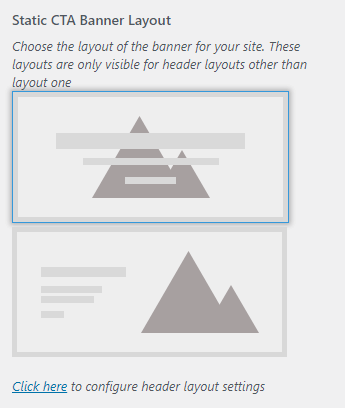 Static CTA Banner Layout
Choose the layout of the banner for your site. These
layouts are only visible for header layouts other than
layout one
Click here to configure header layout settings